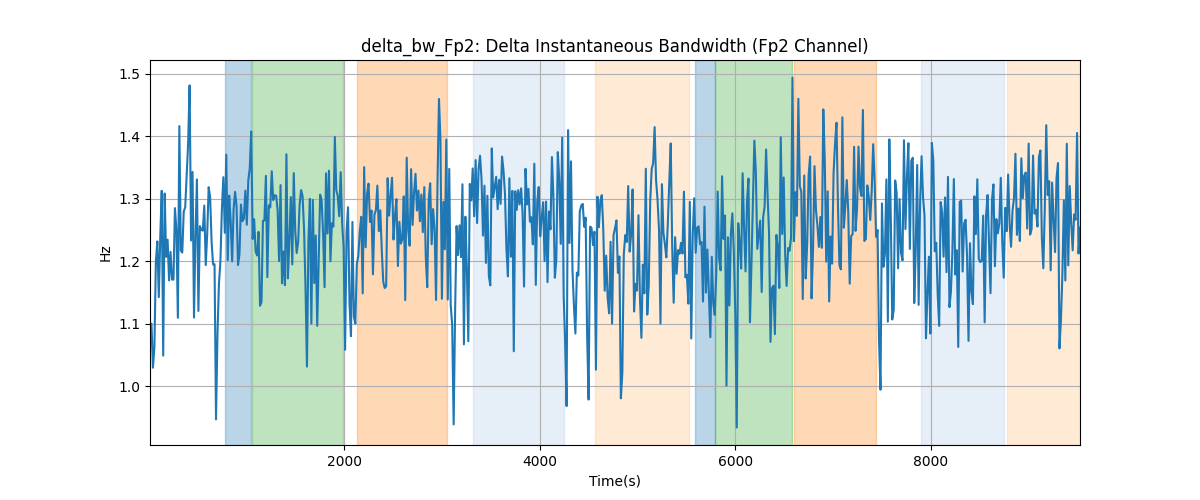 delta_bw_Fp2: Delta Instantaneous Bandwidth (Fp2 Channel)
1.5
1.4
1.3
1.2
1.1
1.0
Hz
2000 4000 6000 8000
Time(s)